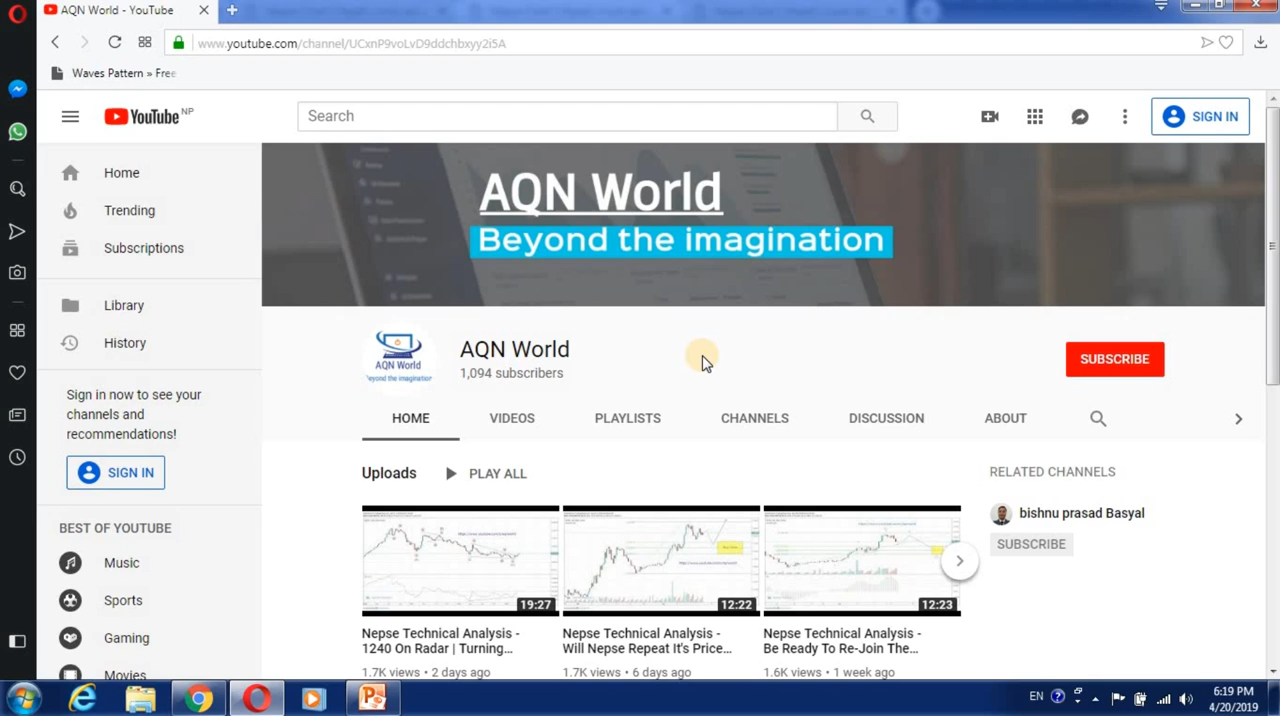 AQN World - YouTube
www.youtube.com/channel/UCxnP9voLvD9ddchbxyy2i5A
Waves Pattern » Free
YouTube NP
Search
SIGN IN
Home
Trending
Subscriptions
Library
History
Sign in now to see your
channels and
recommendations!
SIGN IN
BEST OF YOUTUBE
Music
Sports
Gaming
Movies
AQN World
Beyond the imagination
AQN World
Beyond the imagination
AQN World
1,094 subscribers
SUBSCRIBE
HOME VIDEOS PLAYLISTS CHANNELS DISCUSSION ABOUT
Uploads PLAY ALL
19:27
12:22
12:23
Nepse Technical Analysis -
1240 On Radar | Turning...
1.7K views • 2 days ago
Nepse Technical Analysis -
Will Nepse Repeat It's Price...
1.7K views • 6 days ago
Nepse Technical Analysis -
Be Ready To Re-Join The...
1.6K views • 1 week ago
RELATED CHANNELS
bishnu prasad Basyal
SUBSCRIBE
EN
6:19 PM
4/20/2019